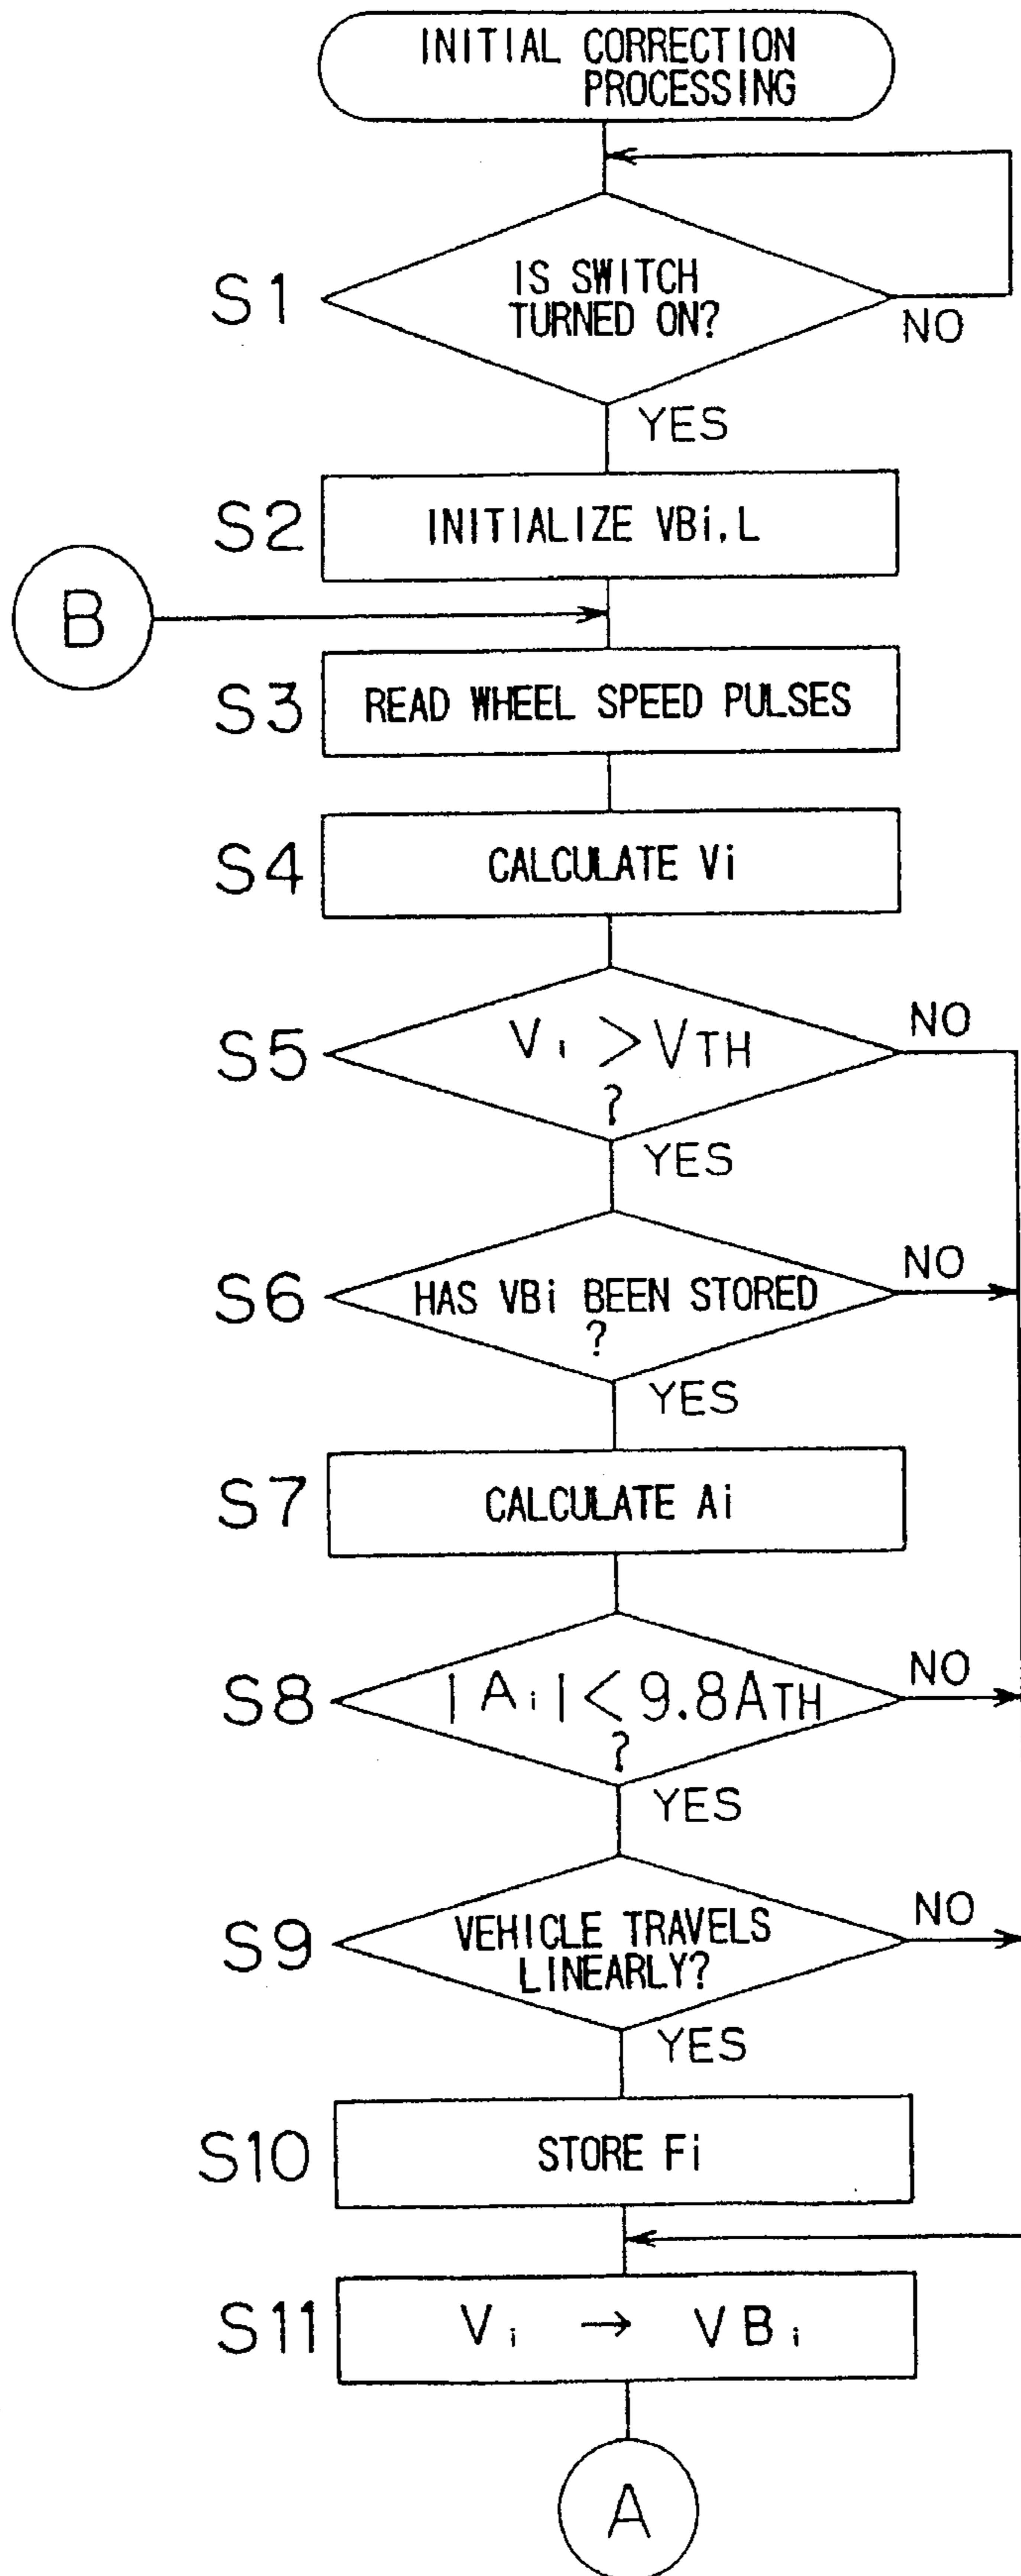 INITIAL CORRECTION
PROCESSING
S1
IS SWITCH
TURNED ON?
NO
YES
S2
INITIALIZE VBi, L
B
S3
READ WHEEL SPEED PULSES
S4
CALCULATE Vi
S5
Vi > VTH
?
NO
YES
S6
HAS VBi BEEN STORED
?
NO
YES
S7
CALCULATE Ai
S8
| Ai | < 9.8ATH
?
NO
YES
S9
VEHICLE TRAVELS
LINEARLY?
NO
YES
S10
STORE Fi
S11
Vi → VBi
A